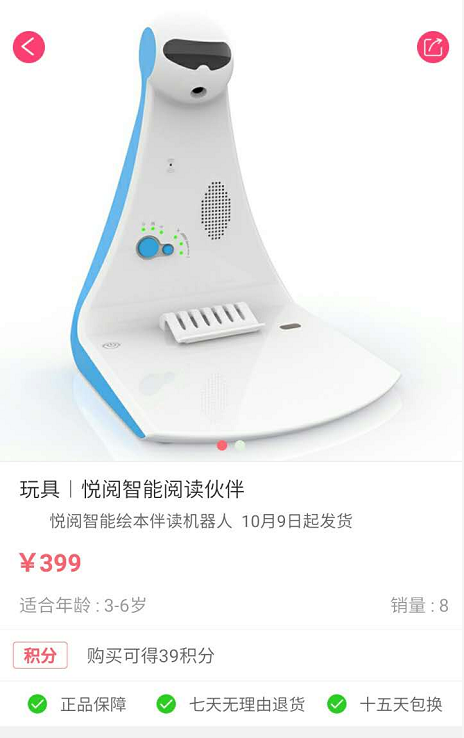 玩具｜悦阅智能阅读伙伴
悦阅智能绘本伴读机器人 10月9日起发货
￥399
适合年龄 : 3-6岁
销量 : 8
积分
购买可得39积分
正品保障
七天无理由退货
十五天包换